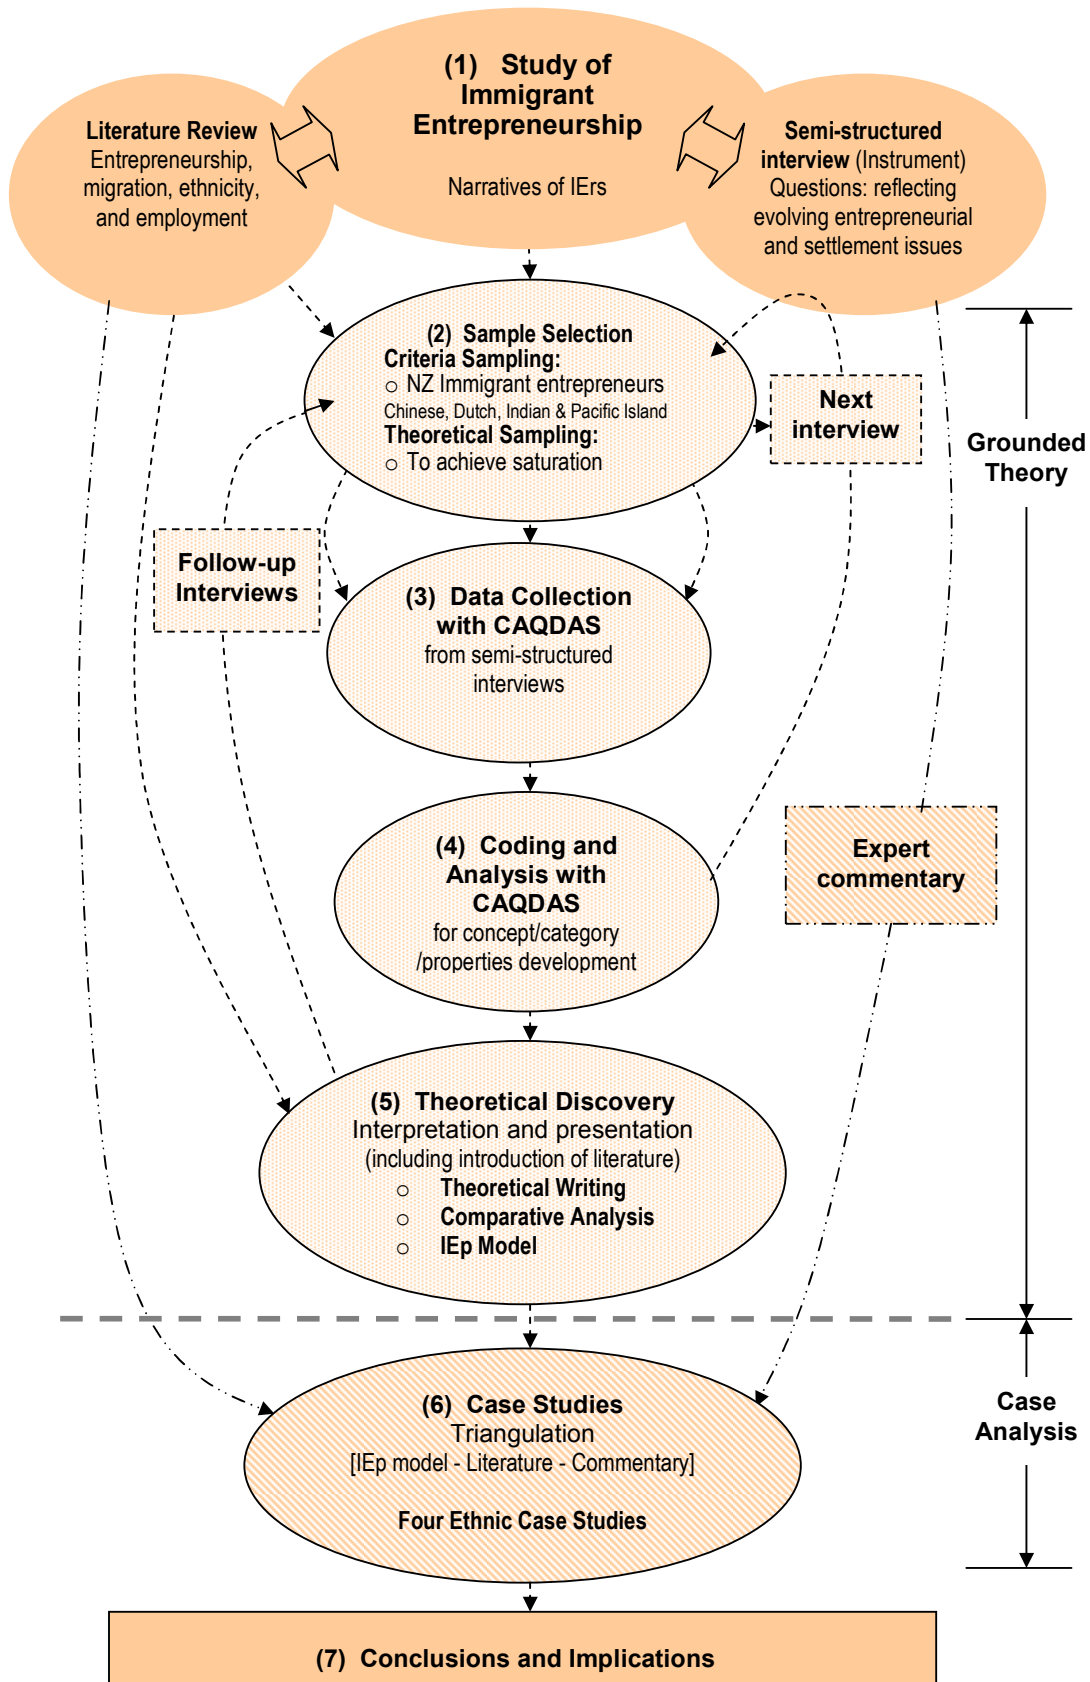 (1) Study of
Immigrant
Entrepreneurship
Narratives of IErs
Literature Review
Entrepreneurship,
migration, ethnicity,
and employment
Semi-structured
interview (Instrument)
Questions: reflecting
evolving entrepreneurial
and settlement issues
(2) Sample Selection
Criteria Sampling:
○ NZ Immigrant entrepreneurs
Chinese, Dutch, Indian & Pacific Island
Theoretical Sampling:
○ To achieve saturation
Next
interview
Grounded
Theory
Follow-up
Interviews
(3) Data Collection
with CAQDAS
from semi-structured
interviews
(4) Coding and
Analysis with
CAQDAS
for concept/category
/properties development
Expert
commentary
(5) Theoretical Discovery
Interpretation and presentation
(including introduction of literature)
○ Theoretical Writing
○ Comparative Analysis
○ IEp Model
(6) Case Studies
Triangulation
[IEp model - Literature - Commentary]
Four Ethnic Case Studies
Case
Analysis
(7) Conclusions and Implications